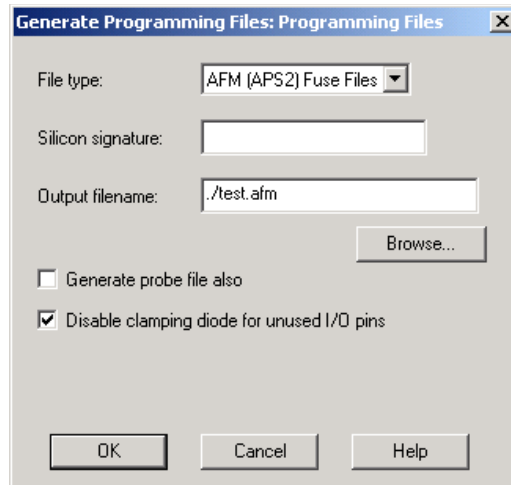 Generate Programming Files: Programming Files
File type: AFM (APS2) Fuse Files
Silicon signature:
Output filename: ./test.afm
Browse...
Generate probe file also
Disable clamping diode for unused I/O pins
OK Cancel Help